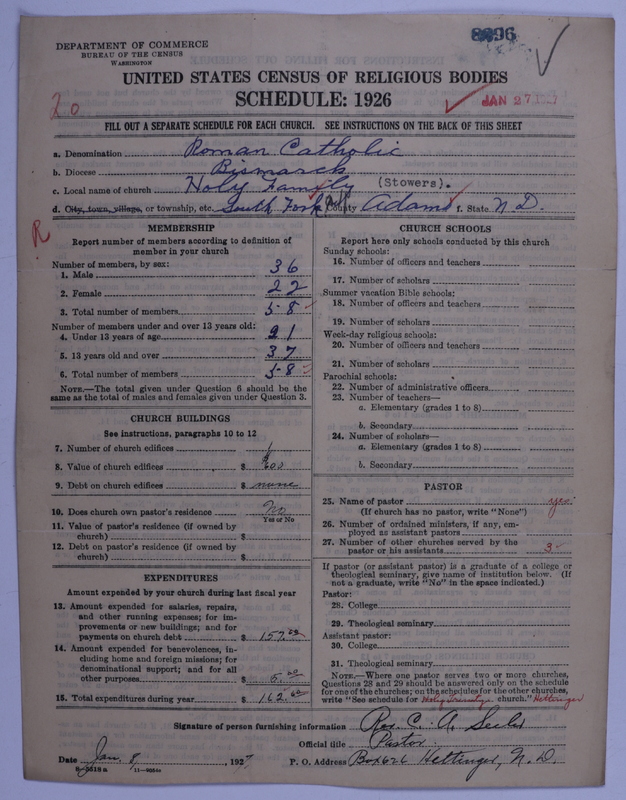 8896
DEPARTMENT OF COMMERCE
BUREAU OF THE CENSUS
WASHINGTON
UNITED STATES CENSUS OF RELIGIOUS BODIES
SCHEDULE: 1926
20
JAN 27
FILL OUT A SEPARATE SCHEDULE FOR EACH CHURCH. SEE INSTRUCTIONS ON THE BACK OF THIS SHEET
a. Denomination Roman Catholic
b. Diocese Bismarck
c. Local name of church Holy Family (Stowers).
d. City, town, village, or township, etc. South Fork County Adams f. State N.D.
R
MEMBERSHIP
Report number of members according to definition of
member in your church
Number of members, by sex:
1. Male 36
2. Female 22
3. Total number of members 58
Number of members under and over 13 years old:
4. Under 13 years of age 21
5. 13 years old and over 37
6. Total number of members 58
NOTE.—The total given under Question 6 should be the
same as the total of males and females given under Question 3.
CHURCH BUILDINGS
See instructions, paragraphs 10 to 12
7. Number of church edifices 1
8. Value of church edifices $ 600
9. Debt on church edifices $ none
10. Does church own pastor's residence No
Yes or No
11. Value of pastor's residence (if owned by
church) $
12. Debt on pastor's residence (if owned by
church) $
EXPENDITURES
Amount expended by your church during last fiscal year
13. Amount expended for salaries, repairs,
and other running expenses; for im-
provements or new buildings; and for
payments on church debt $ 157.00
14. Amount expended for benevolences, in-
cluding home and foreign missions; for
denominational support; and for all
other purposes $ 5.00
15. Total expenditures during year $ 162.00
CHURCH SCHOOLS
Report here only schools conducted by this church
Sunday schools:
16. Number of officers and teachers
17. Number of scholars
Summer vacation Bible schools:
18. Number of officers and teachers
19. Number of scholars
Week-day religious schools:
20. Number of officers and teachers
21. Number of scholars
Parochial schools:
22. Number of administrative officers
23. Number of teachers—
a. Elementary (grades 1 to 8)
b. Secondary
24. Number of scholars—
a. Elementary (grades 1 to 8)
b. Secondary
PASTOR
25. Name of pastor yes.
(If church has no pastor, write "None")
26. Number of ordained ministers, if any, em-
ployed as assistant pastors
27. Number of other churches served by the
pastor or his assistants 3
If pastor (or assistant pastor) is a graduate of a college or
theological seminary, give name of institution below. (If
not a graduate, write "No" in the space indicated.)
Pastor:
28. College
29. Theological seminary
Assistant pastor:
30. College
31. Theological seminary
NOTE.—Where one pastor serves two or more churches,
Questions 28 and 29 should be answered only on the schedule
for one of the churches; on the schedules for the other churches,
write "See schedule for Holy Trinity church." Hettinger
Signature of person furnishing information Rev. C. A.
Official title Pastor
Date Jan. 8, 1927
P. O. Address Box 626 Hettinger, N. D.
8-5518a 11-9254c